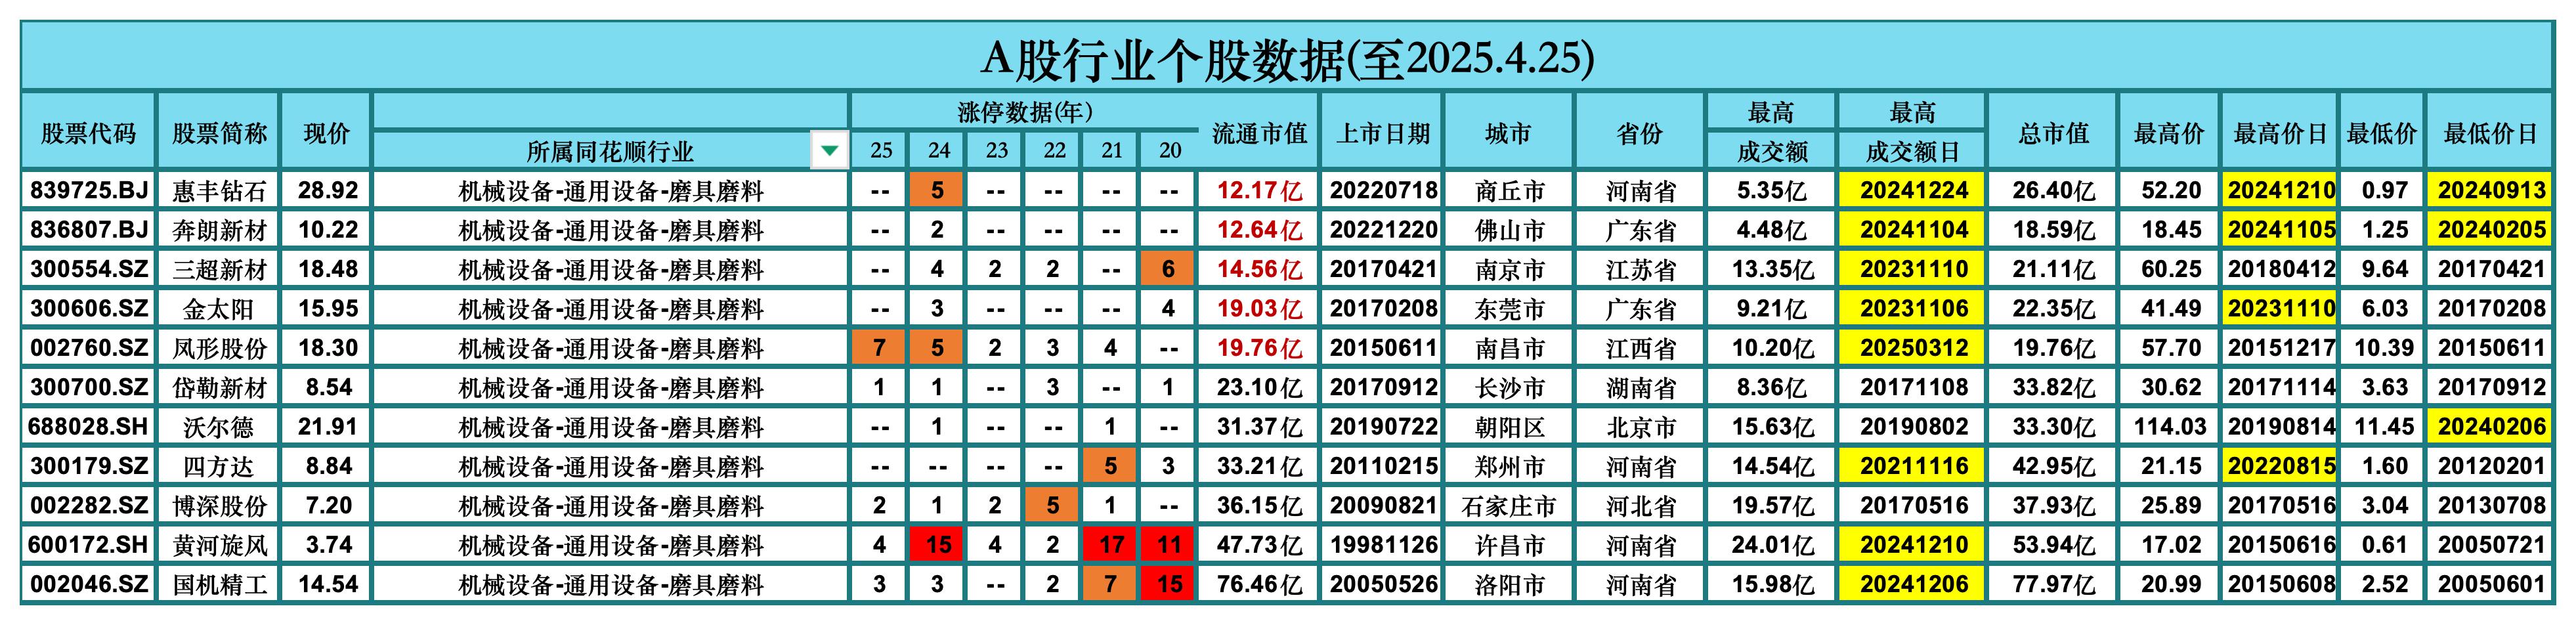 A股行业个股数据(至2025.4.25)
股票代码 股票简称 现价 所属同花顺行业 涨停数据(年) 25 24 23 22 21 20 流通市值 上市日期 城市 省份 最高成交额 最高成交额日 总市值 最高价 最高价日 最低价 最低价日
839725.BJ 惠丰钻石 28.92 机械设备-通用设备-磨具磨料 -- 5 -- -- -- -- 12.17亿 20220718 商丘市 河南省 5.35亿 20241224 26.40亿 52.20 20241210 0.97 20240913
836807.BJ 奔朗新材 10.22 机械设备-通用设备-磨具磨料 -- 2 -- -- -- -- 12.64亿 20221220 佛山市 广东省 4.48亿 20241104 18.59亿 18.45 20241105 1.25 20240205
300554.SZ 三超新材 18.48 机械设备-通用设备-磨具磨料 -- 4 2 2 -- 6 14.56亿 20170421 南京市 江苏省 13.35亿 20231110 21.11亿 60.25 20180412 9.64 20170421
300606.SZ 金太阳 15.95 机械设备-通用设备-磨具磨料 -- 3 -- -- -- 4 19.03亿 20170208 东莞市 广东省 9.21亿 20231106 22.35亿 41.49 20231110 6.03 20170208
002760.SZ 凤形股份 18.30 机械设备-通用设备-磨具磨料 7 5 2 3 4 -- 19.76亿 20150611 南昌市 江西省 10.20亿 20250312 19.76亿 57.70 20151217 10.39 20150611
300700.SZ 岱勒新材 8.54 机械设备-通用设备-磨具磨料 1 1 -- 3 -- 1 23.10亿 20170912 长沙市 湖南省 8.36亿 20171108 33.82亿 30.62 20171114 3.63 20170912
688028.SH 沃尔德 21.91 机械设备-通用设备-磨具磨料 -- 1 -- -- 1 -- 31.37亿 20190722 朝阳区 北京市 15.63亿 20190802 33.30亿 114.03 20190814 11.45 20240206
300179.SZ 四方达 8.84 机械设备-通用设备-磨具磨料 -- -- -- -- 5 3 33.21亿 20110215 郑州市 河南省 14.54亿 20211116 42.95亿 21.15 20220815 1.60 20120201
002282.SZ 博深股份 7.20 机械设备-通用设备-磨具磨料 2 1 2 5 1 -- 36.15亿 20090821 石家庄市 河北省 19.57亿 20170516 37.93亿 25.89 20170516 3.04 20130708
600172.SH 黄河旋风 3.74 机械设备-通用设备-磨具磨料 4 15 4 2 17 11 47.73亿 19981126 许昌市 河南省 24.01亿 20241210 53.94亿 17.02 20150616 0.61 20050721
002046.SZ 国机精工 14.54 机械设备-通用设备-磨具磨料 3 3 -- 2 7 15 76.46亿 20050526 洛阳市 河南省 15.98亿 20241206 77.97亿 20.99 20150608 2.52 20050601